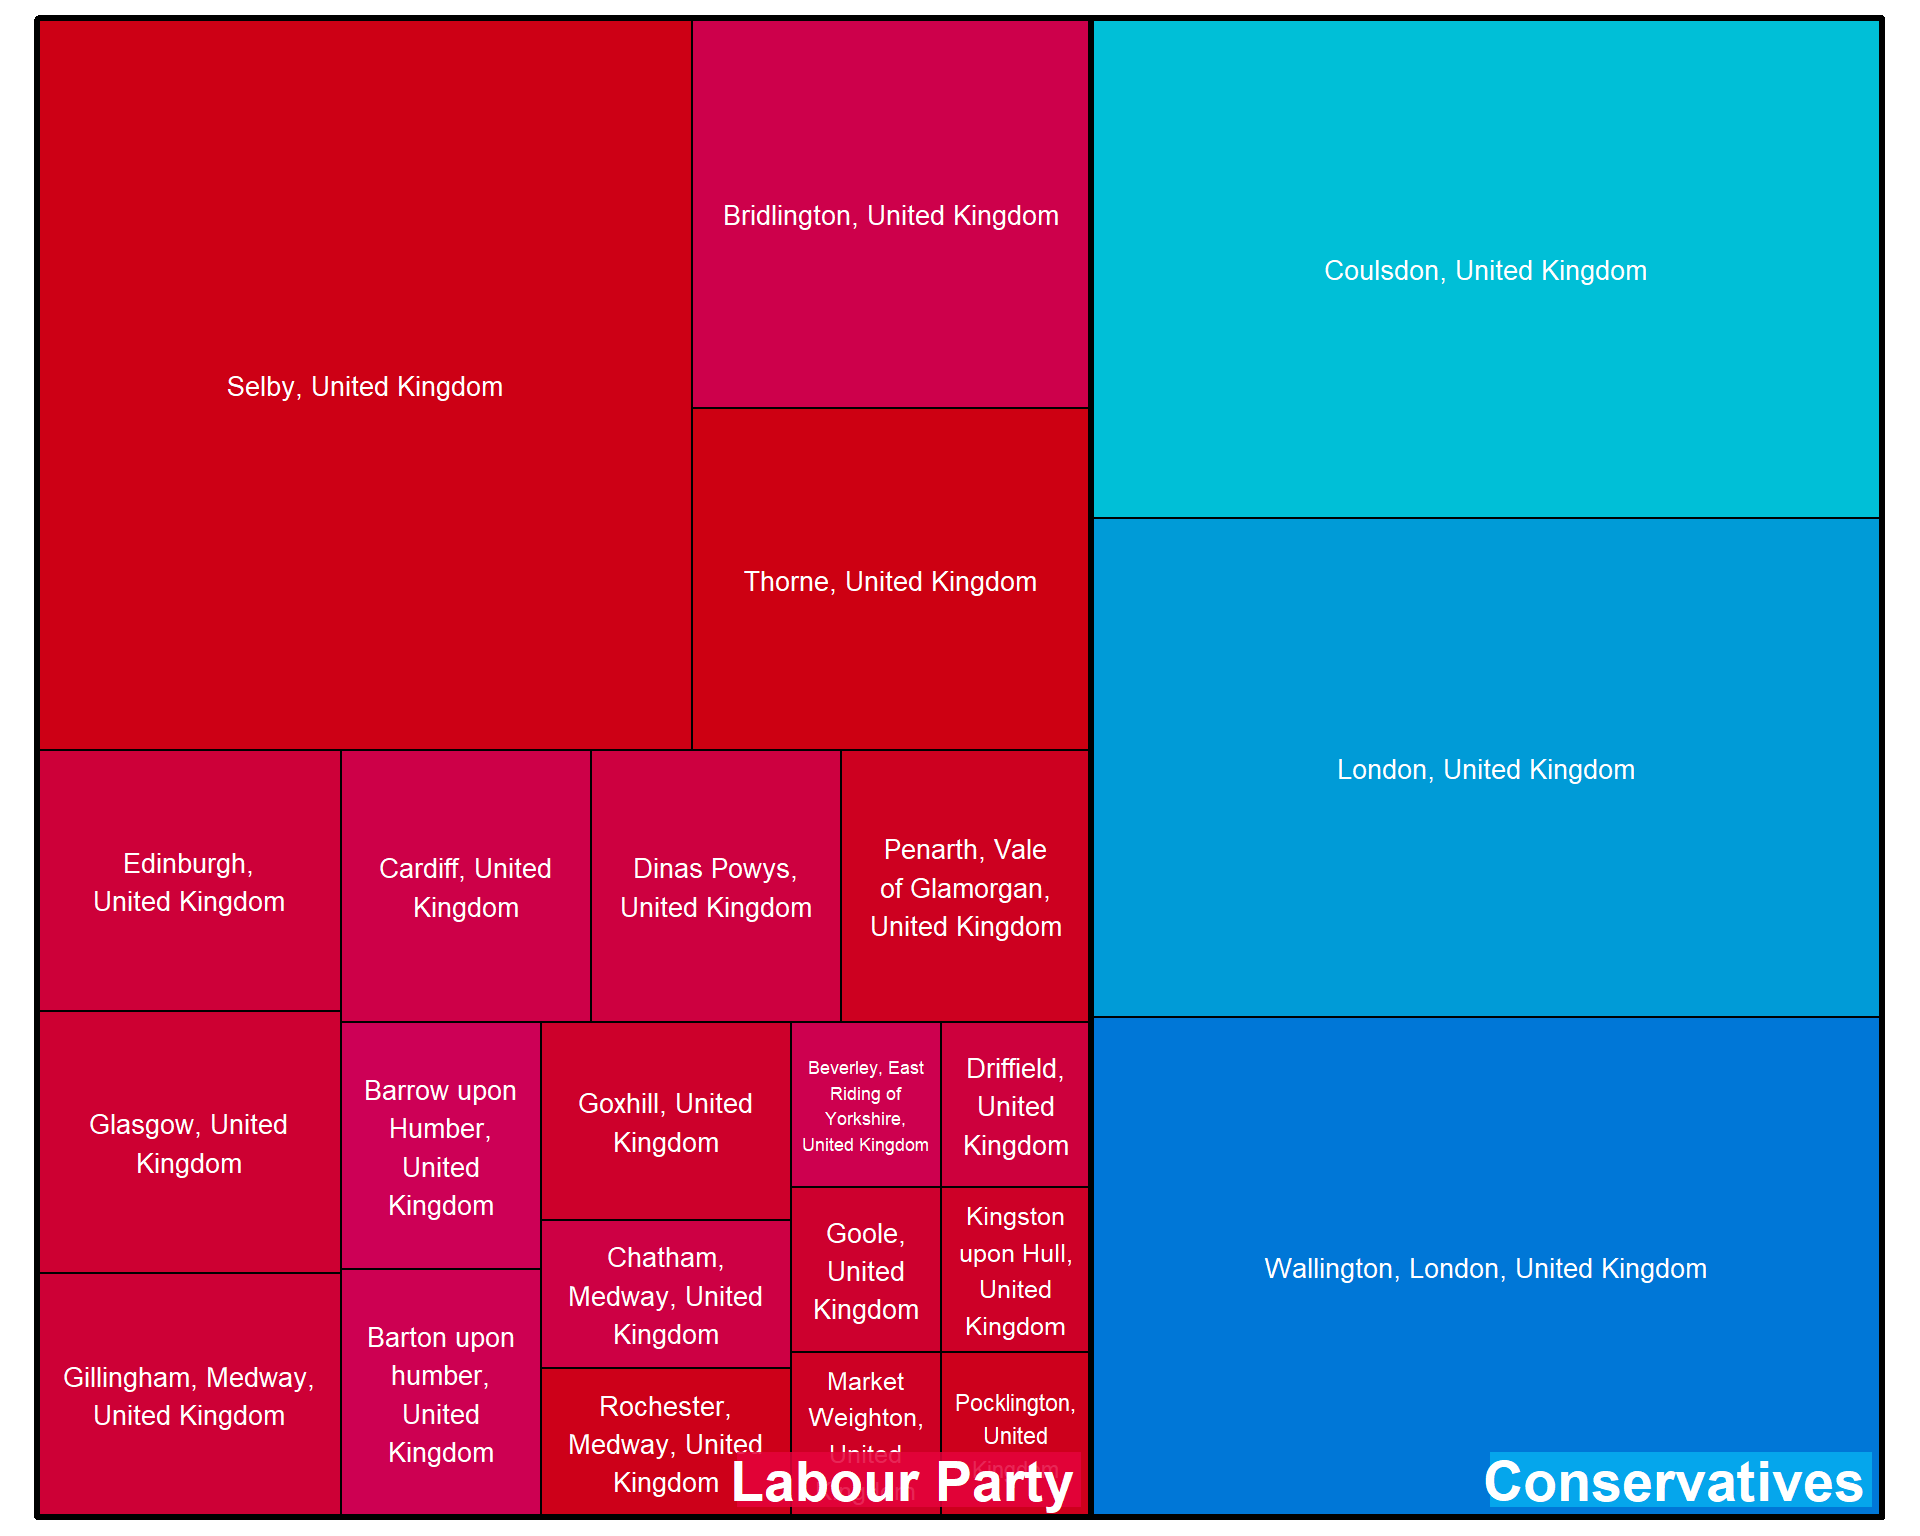 Selby, United Kingdom
Bridlington, United Kingdom
Thorne, United Kingdom
Edinburgh,
United Kingdom
Cardiff, United
Kingdom
Dinas Powys,
United Kingdom
Penarth, Vale
of Glamorgan,
United Kingdom
Glasgow, United
Kingdom
Gillingham, Medway,
United Kingdom
Barrow upon
Humber,
United
Kingdom
Barton upon
humber,
United
Kingdom
Goxhill, United
Kingdom
Chatham,
Medway, United
Kingdom
Rochester,
Medway, United
Kingdom
Beverley, East
Riding of
Yorkshire,
United Kingdom
Driffield,
United
Kingdom
Goole,
United
Kingdom
Kingston
upon Hull,
United
Kingdom
Market
Weighton,
United
Kingdom
Pocklington,
United
Kingdom
Labour Party
Coulsdon, United Kingdom
London, United Kingdom
Wallington, London, United Kingdom
Conservatives